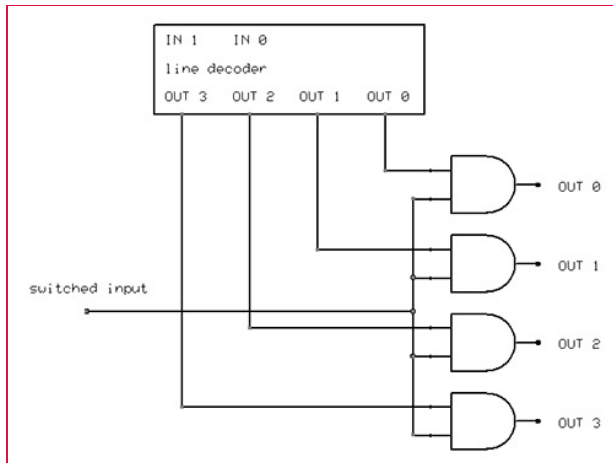 IN 1 IN 0
line decoder
OUT 3 OUT 2 OUT 1 OUT 0
OUT 0
OUT 1
switched input
OUT 2
OUT 3